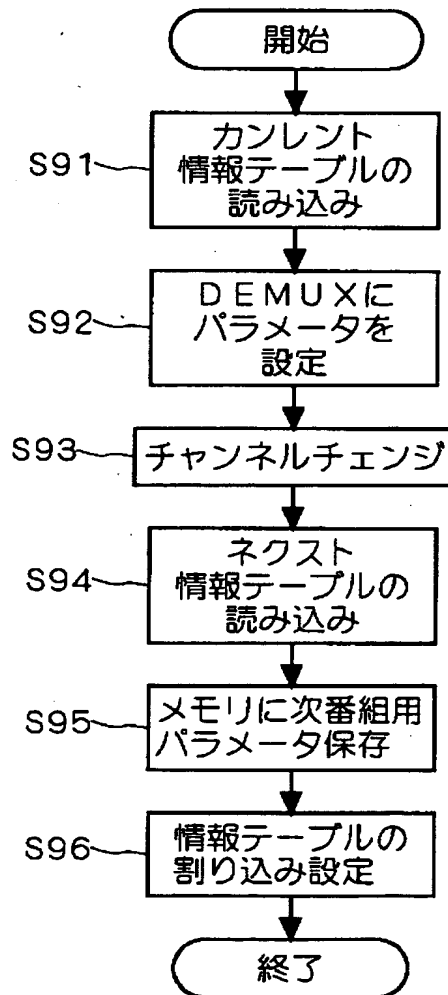 開始
S91
カンレント
情報テーブルの
読み込み
S92
DEMUXに
パラメータを
設定
S93
チャンネルチェンジ
S94
ネクスト
情報テーブルの
読み込み
S95
メモリに次番組用
パラメータ保存
S96
情報テーブルの
割り込み設定
終了